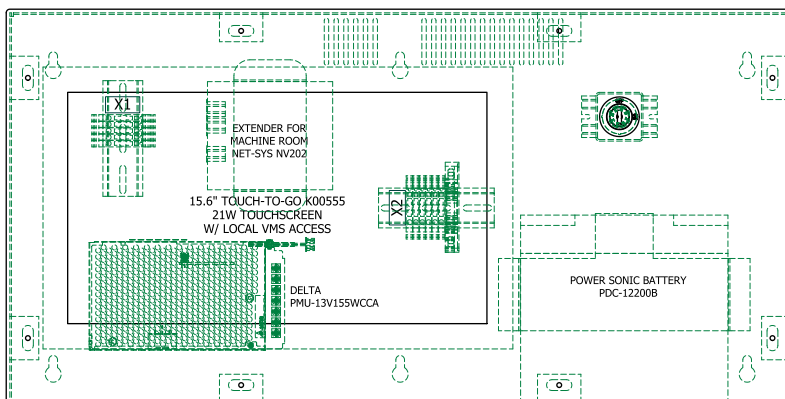 X1
EXTENDER FOR
MACHINE ROOM
NET-SYS NV202
15.6" TOUCH-TO-GO K00555
21W TOUCHSCREEN
W/ LOCAL VMS ACCESS
X2
DELTA
PMU-13V155WCCA
POWER SONIC BATTERY
PDC-12200B